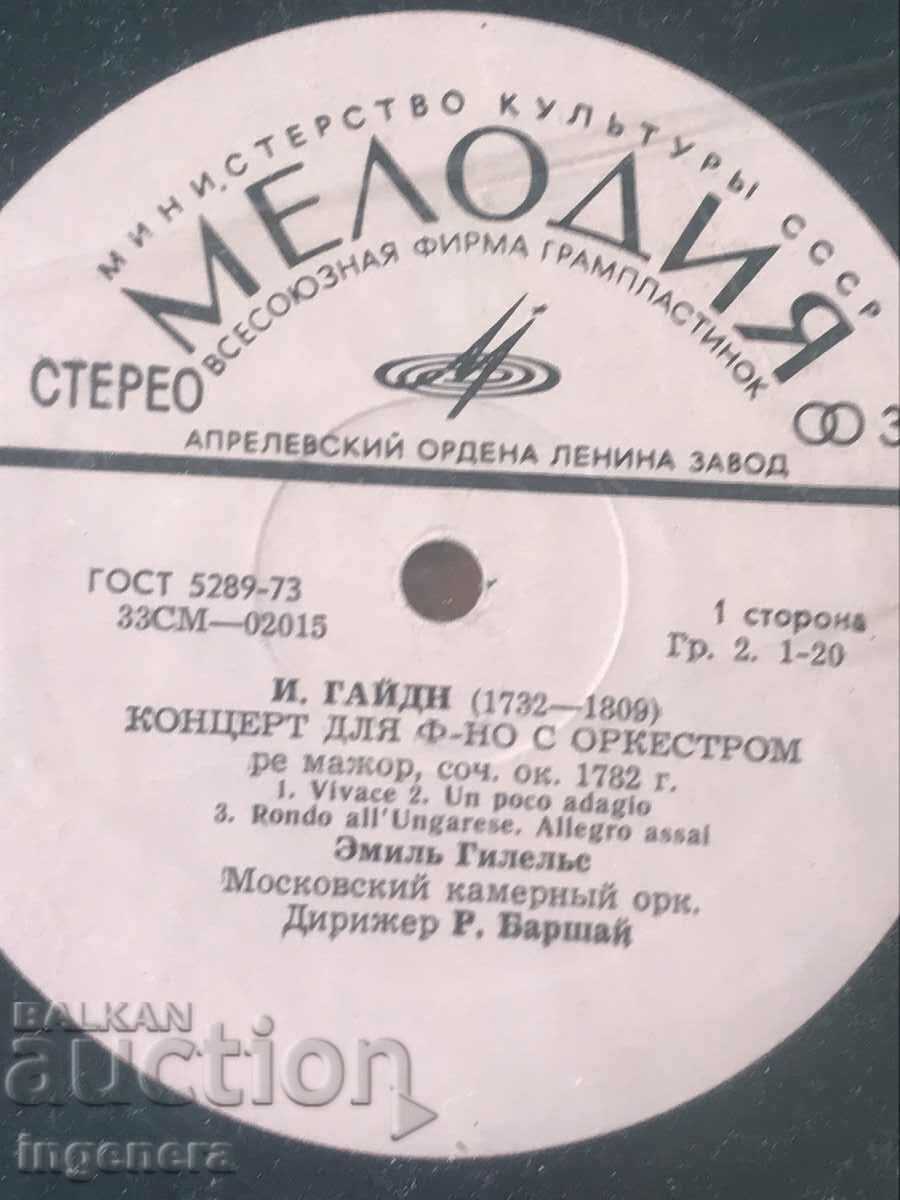 МИНИСТЕРСТВО КУЛЬТУРЫ СССР
МЕЛОДИЯ
ВСЕСОЮЗНАЯ ФИРМА ГРАМПЛАСТИНОК
СТЕРЕО
3
АПРЕЛЕВСКИЙ ОРДЕНА ЛЕНИНА ЗАВОД
ГОСТ 5289-73
33СМ—02015
1 сторона
Гр. 2. 1-20
И. ГАЙДН (1732—1809)
КОНЦЕРТ ДЛЯ Ф-НО С ОРКЕСТРОМ
ре мажор, соч. ок. 1782 г.
1. Vivace 2. Un poco adagio
3. Rondo all'Ungarese. Allegro assai
Эмиль Гилельс
Московский камерный орк.
Дирижер Р. Баршай
BALKAN
auction
ingenera